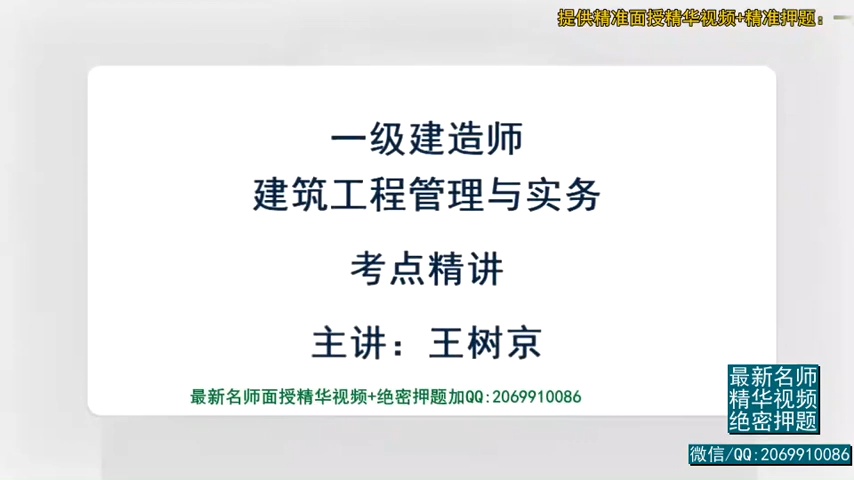 提供精准面授精华视频+精准押题：
一级建造师
建筑工程管理与实务
考点精讲
主讲：王树京
最新名师面授精华视频+绝密押题加QQ:2069910086
最新名师
精华视频
绝密押题
微信/QQ:2069910086